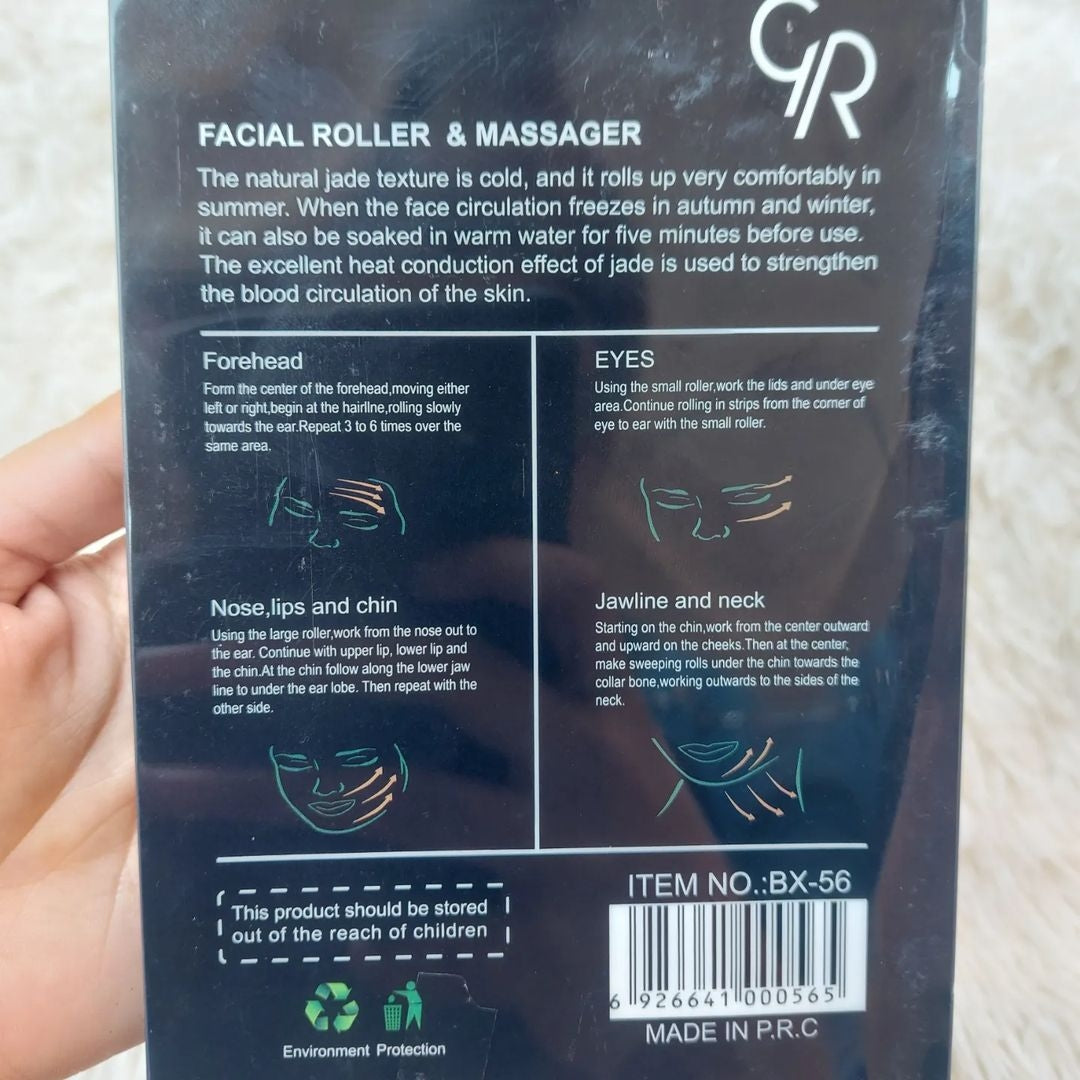 GR
FACIAL ROLLER & MASSAGER
The natural jade texture is cold, and it rolls up very comfortably in
summer. When the face circulation freezes in autumn and winter,
it can also be soaked in warm water for five minutes before use.
The excellent heat conduction effect of jade is used to strengthen
the blood circulation of the skin.
Forehead
Form the center of the forehead,moving either
left or right,begin at the hairllne,rolling slowly
towards the ear.Repeat 3 to 6 times over the
same area.
EYES
Using the small roller,work the lids and under eye
area.Continue rolling in strips from the corner of
eye to ear with the small roller.
Nose,lips and chin
Using the large roller,work from the nose out to
the ear. Continue with upper lip, lower lip and
the chin.At the chin follow along the lower jaw
line to under the ear lobe. Then repeat with the
other side.
Jawline and neck
Starting on the chin,work from the center outward
and upward on the cheeks.Then at the center,
make sweeping rolls under the chin towards the
collar bone,working outwards to the sides of the
neck.
This product should be stored
out of the reach of children
Environment Protection
ITEM NO.:BX-56
6 926641 000565
MADE IN P.R.C